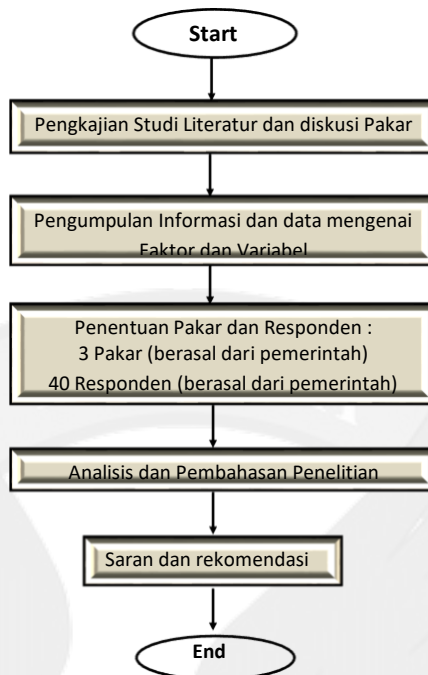 Start
Pengkajian Studi Literatur dan diskusi Pakar
Pengumpulan Informasi dan data mengenai
Faktor dan Variabel
Penentuan Pakar dan Responden :
3 Pakar (berasal dari pemerintah)
40 Responden (berasal dari pemerintah)
Analisis dan Pembahasan Penelitian
Saran dan rekomendasi
End